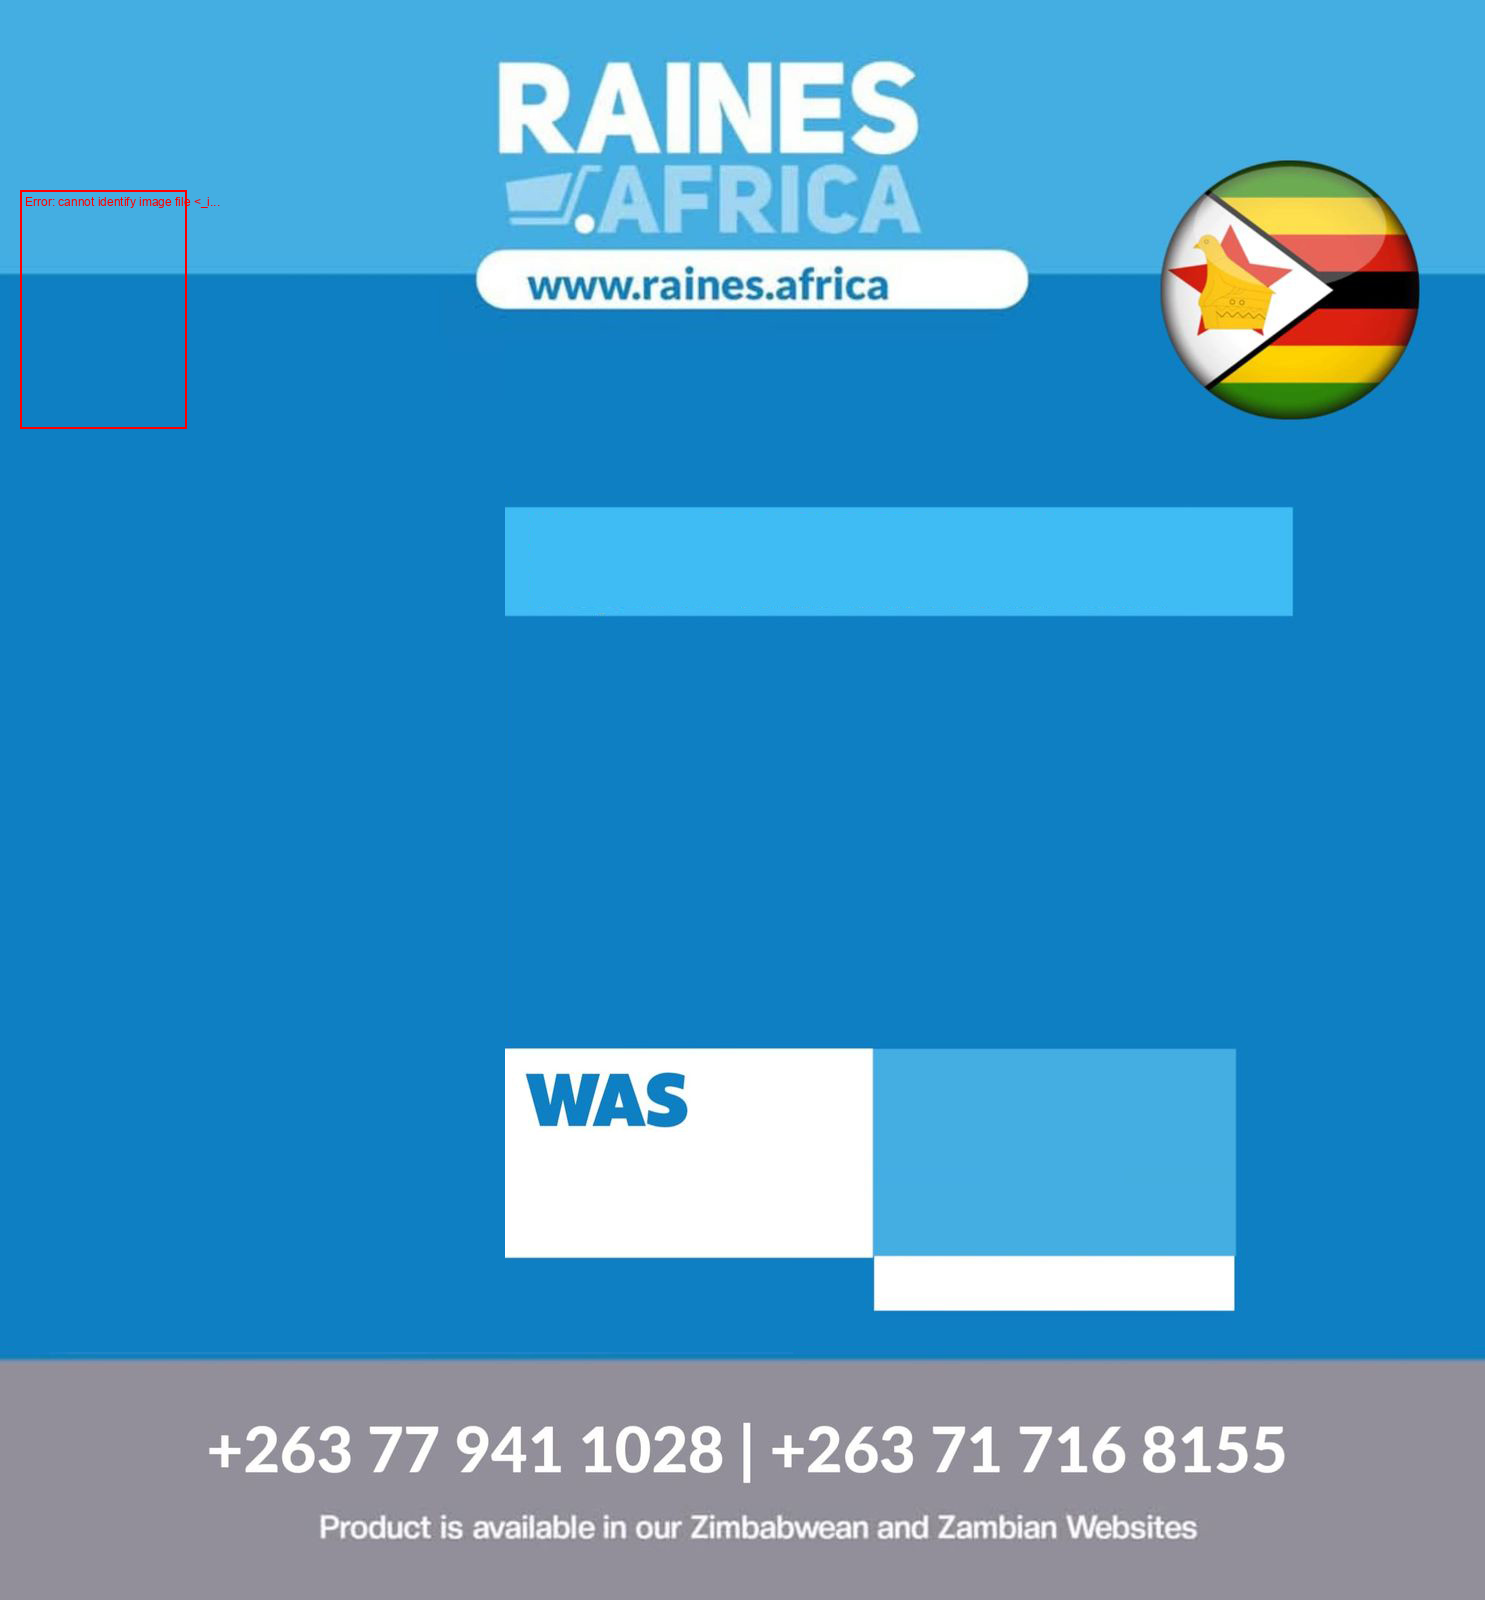 RAINES
.AFRICA
www.raines.africa
Error: cannot identify image file <_i...
WAS
+263 77 941 1028 | +263 71 716 8155
Product is available in our Zimbabwean and Zambian Websites